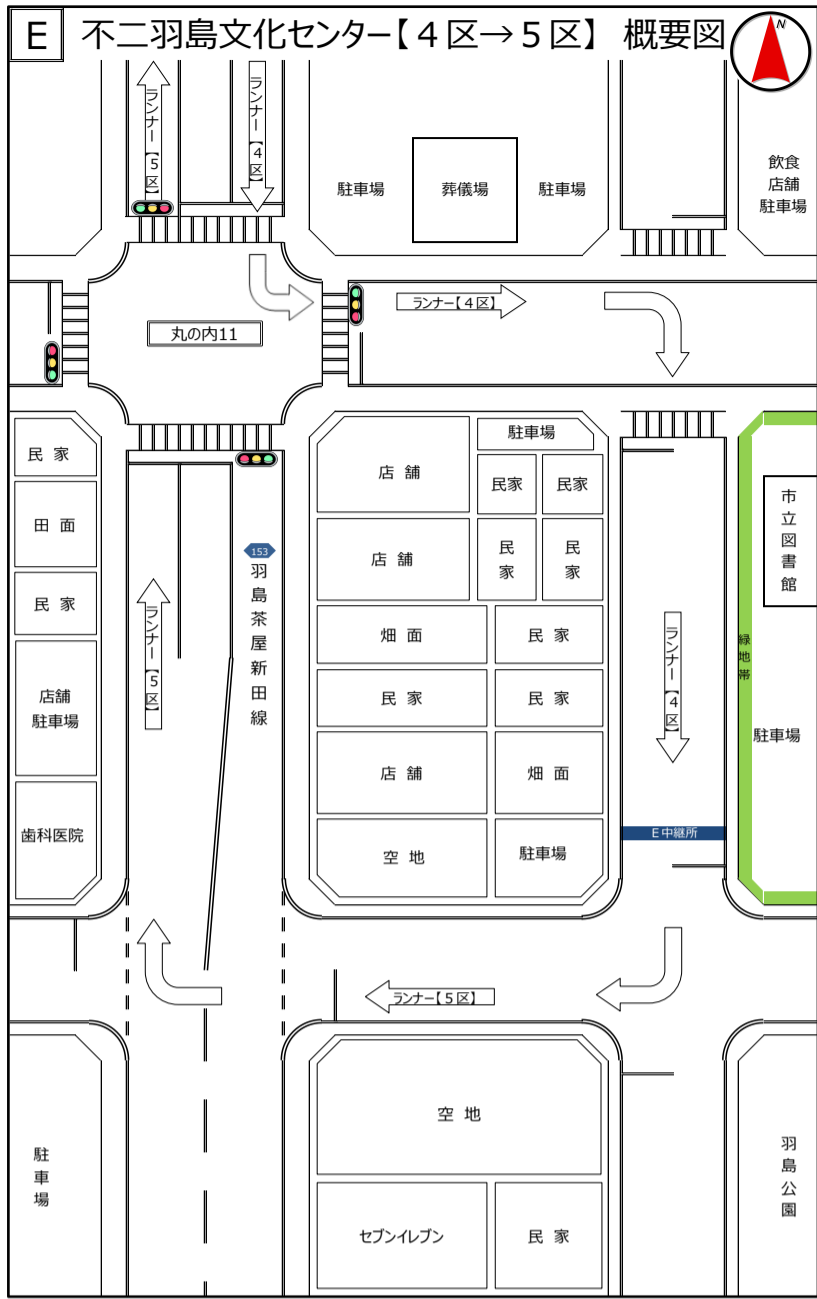 E 不二羽島文化センター【４区→５区】 概要図
N
ランナー【5区】
ランナー【4区】
駐車場
葬儀場
駐車場
飲食
店舗
駐車場
ランナー【4区】
丸の内11
民家
田面
民家
店舗
駐車場
歯科医院
ランナー【5区】
153
羽島茶屋新田線
店舗
駐車場
民家
民家
店舗
民家
民家
畑面
民家
民家
民家
店舗
畑面
空地
駐車場
ランナー【4区】
E中継所
緑地帯
市立図書館
駐車場
ランナー【5区】
駐車場
空地
セブンイレブン
民家
羽島公園